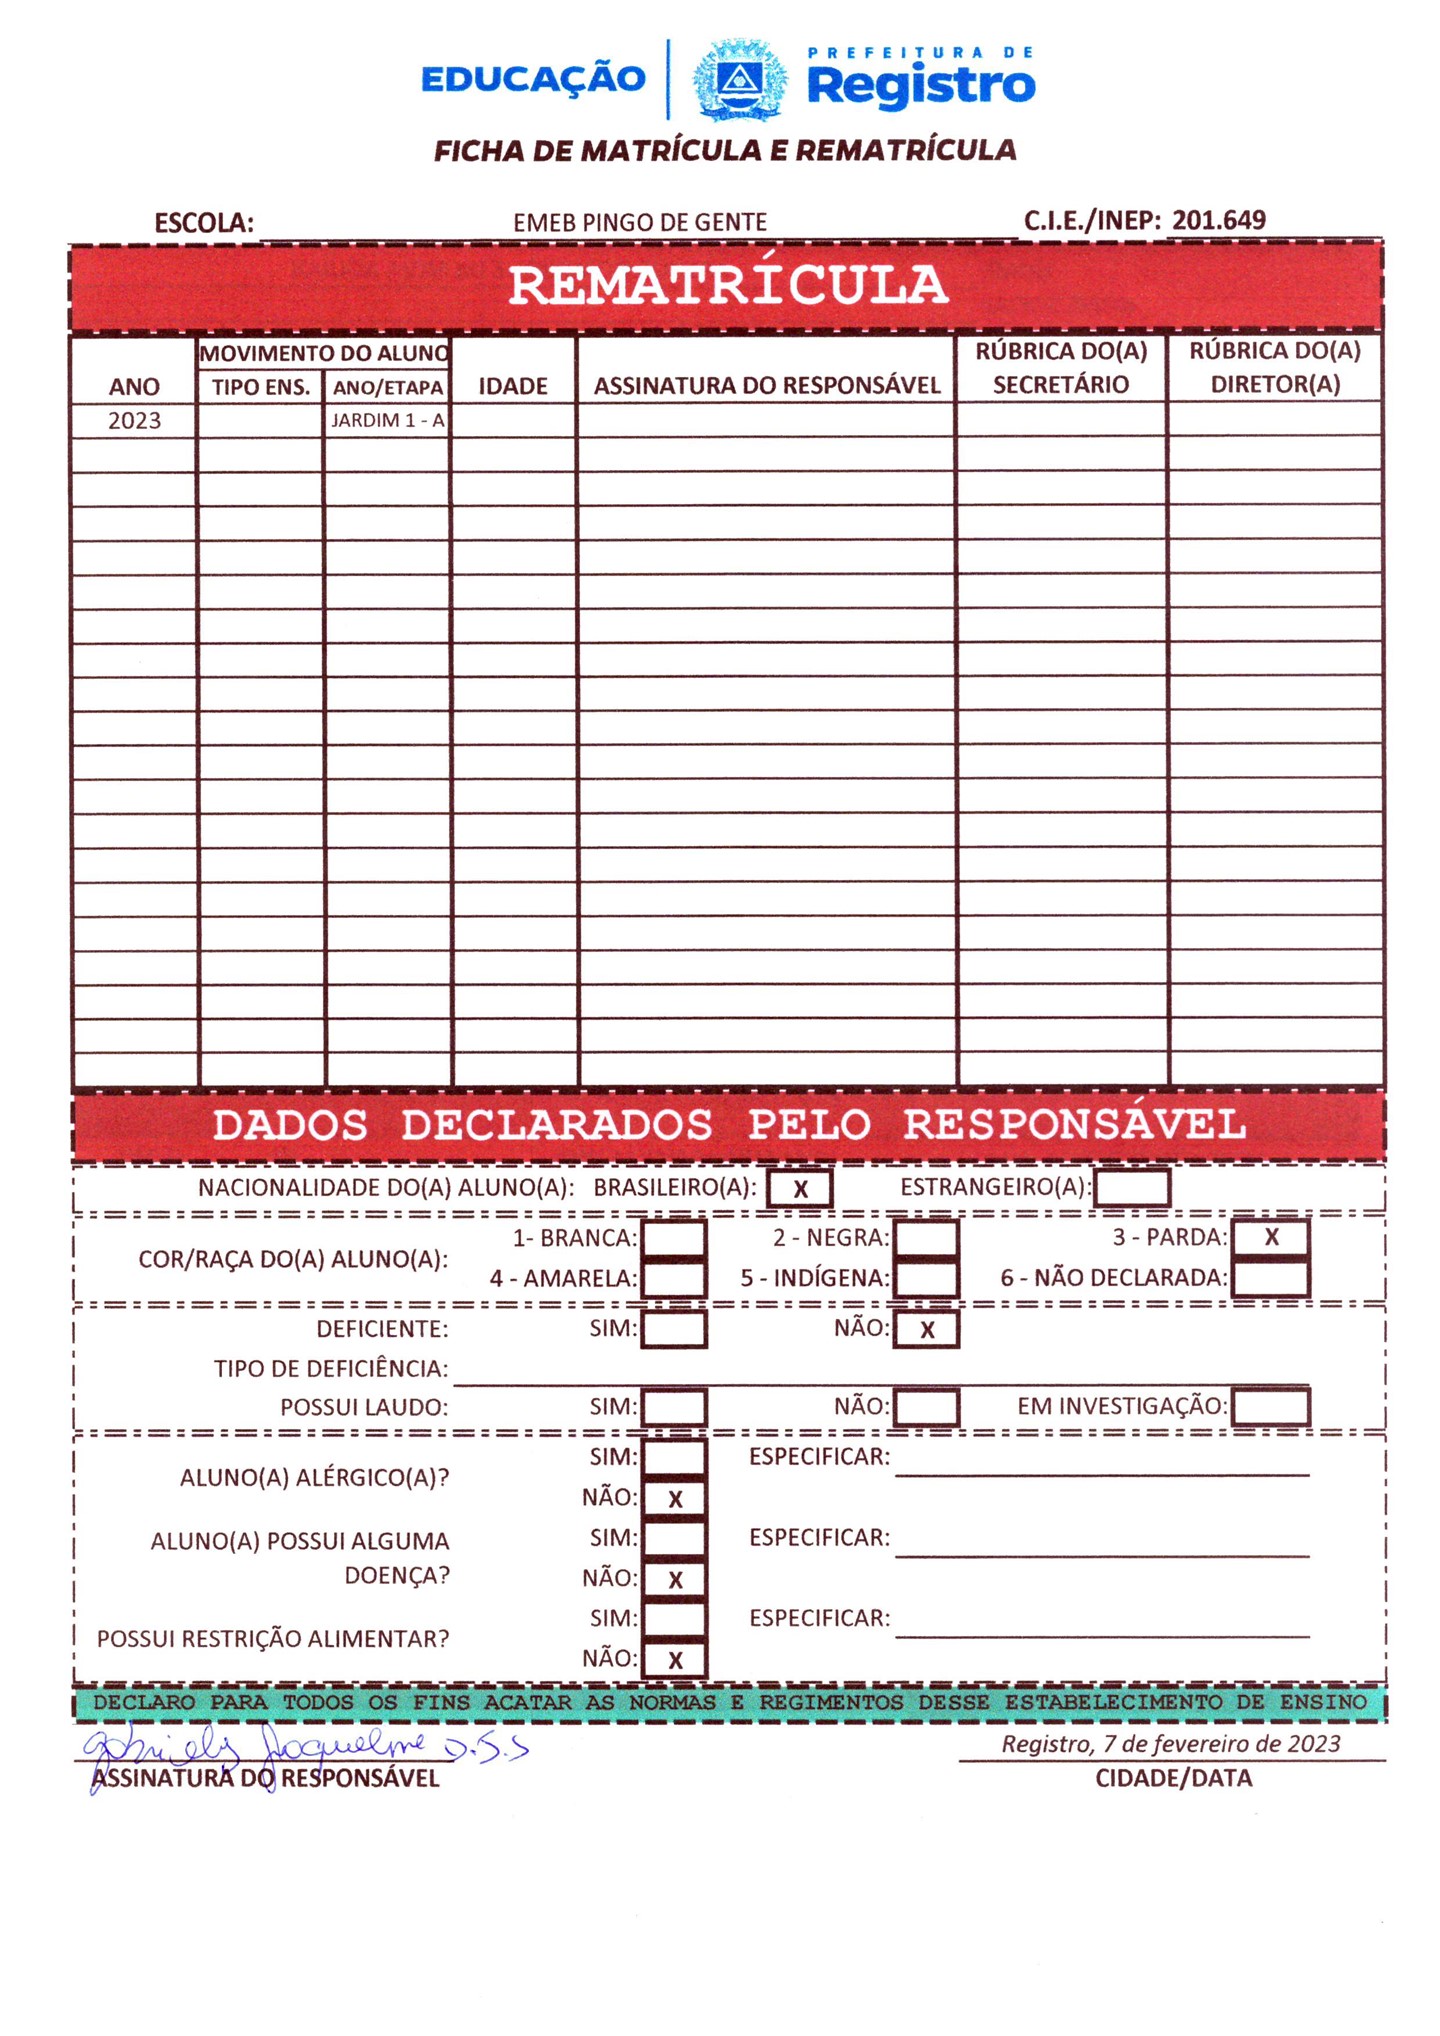 EDUCAÇÃO
PREFEITURA DE
Registro
FICHA DE MATRÍCULA E REMATRÍCULA
ESCOLA: EMEB PINGO DE GENTE C.I.E./INEP: 201.649
REMATRÍCULA
ANO MOVIMENTO DO ALUNO IDADE ASSINATURA DO RESPONSÁVEL RÚBRICA DO(A) SECRETÁRIO RÚBRICA DO(A) DIRETOR(A)
TIPO ENS. ANO/ETAPA
2023 JARDIM 1 - A
DADOS DECLARADOS PELO RESPONSÁVEL
NACIONALIDADE DO(A) ALUNO(A): BRASILEIRO(A): X ESTRANGEIRO(A):
COR/RAÇA DO(A) ALUNO(A): 1- BRANCA: 2 - NEGRA: 3 - PARDA: X
4 - AMARELA: 5 - INDÍGENA: 6 - NÃO DECLARADA:
DEFICIENTE: SIM: NÃO: X
TIPO DE DEFICIÊNCIA:
POSSUI LAUDO: SIM: NÃO: EM INVESTIGAÇÃO:
ALUNO(A) ALÉRGICO(A)? SIM: ESPECIFICAR:
NÃO: X
ALUNO(A) POSSUI ALGUMA DOENÇA? SIM: ESPECIFICAR:
NÃO: X
POSSUI RESTRIÇÃO ALIMENTAR? SIM: ESPECIFICAR:
NÃO: X
DECLARO PARA TODOS OS FINS ACATAR AS NORMAS E REGIMENTOS DESSE ESTABELECIMENTO DE ENSINO
Gabriely Jaqueline D.S.S Registro, 7 de fevereiro de 2023
ASSINATURA DO RESPONSÁVEL CIDADE/DATA